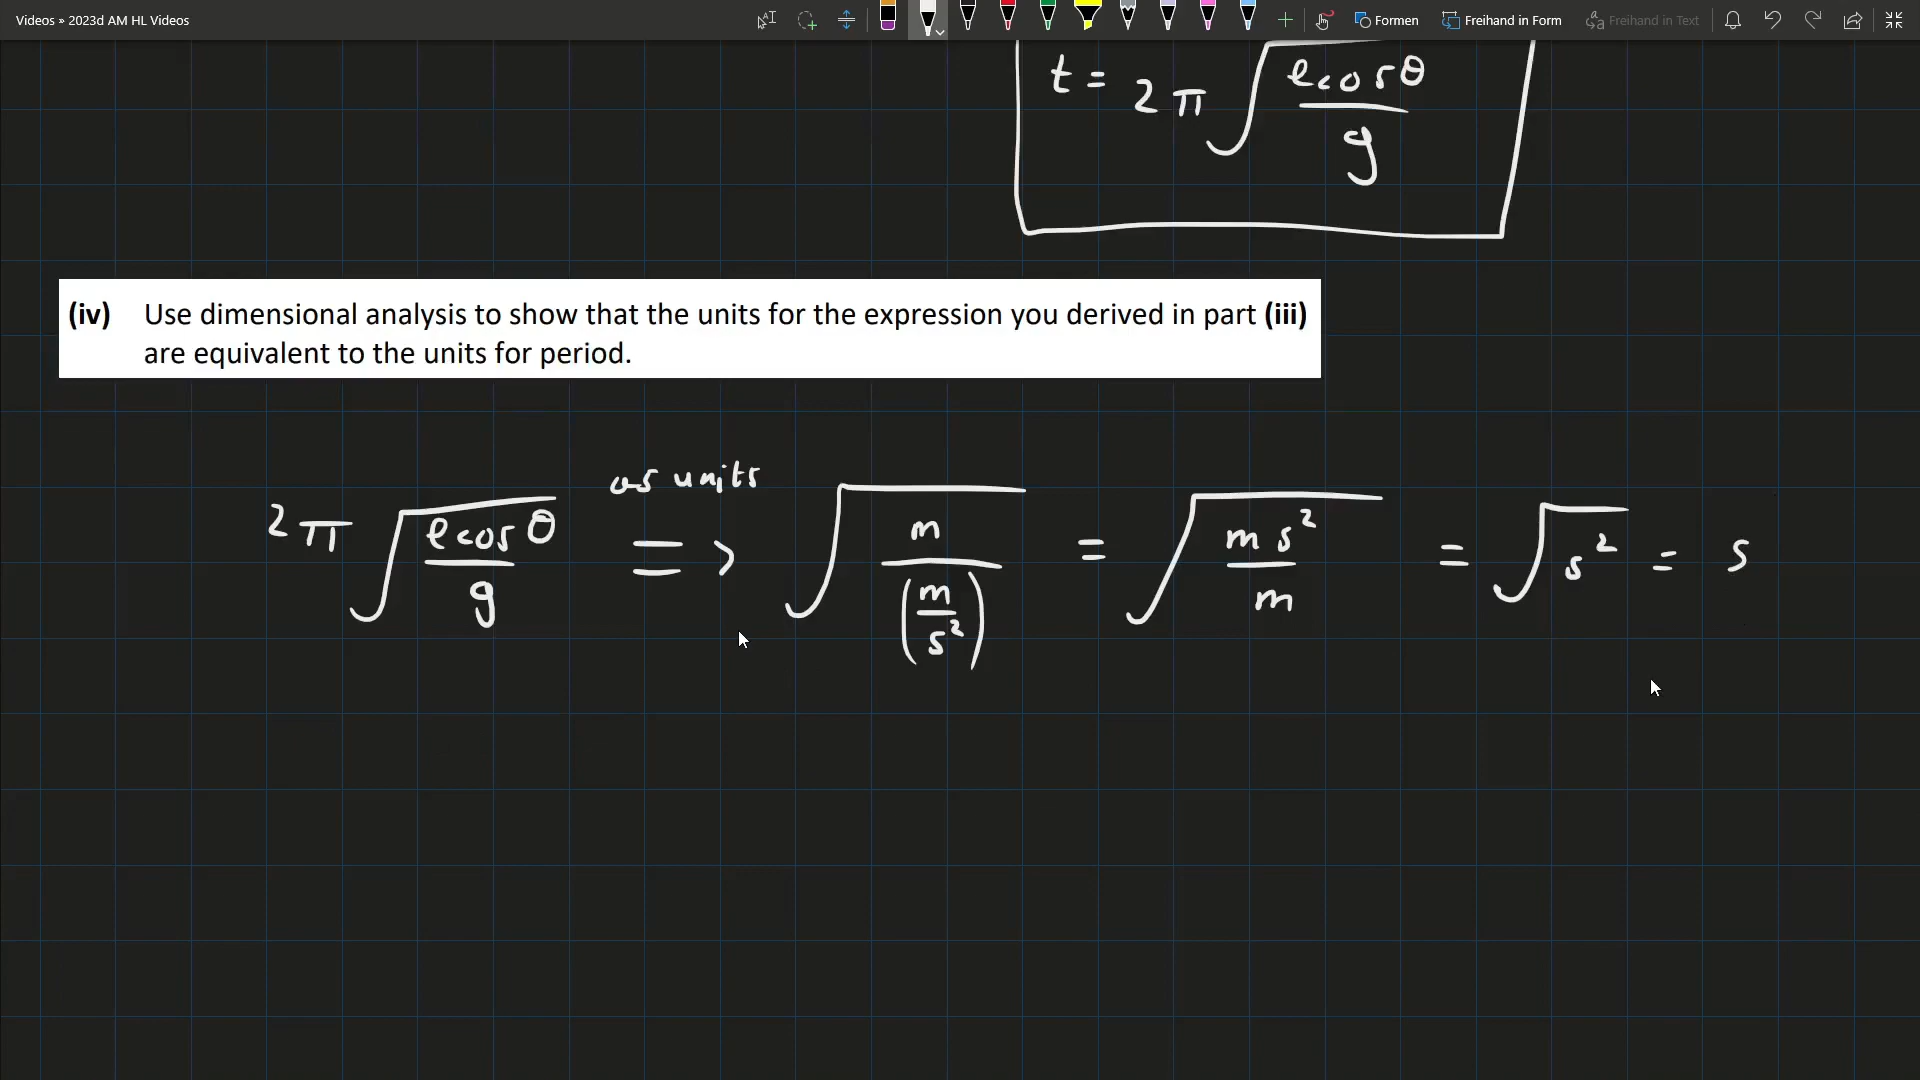 Videos » 2023d AM HL Videos
Formen
Freihand in Form
Freihand in Text
t = 2π √(ℓcosθ / g)
(iv) Use dimensional analysis to show that the units for the expression you derived in part (iii)
are equivalent to the units for period.
2π √(ℓcosθ / g) as units => √(m / (m/s²)) = √(m s² / m) = √s² = s